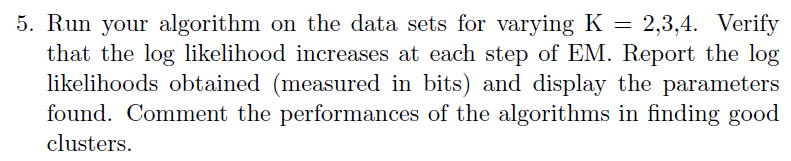 5. Run your algorithm on the data sets for varying K = 2,3,4. Verify
that the log likelihood increases at each step of EM. Report the log
likelihoods obtained (measured in bits) and display the parameters
found. Comment the performances of the algorithms in finding good
clusters.